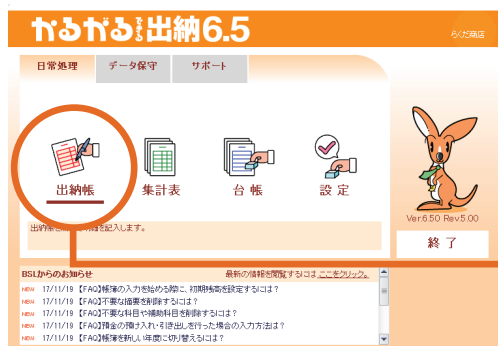 かるがるできる出納6.5
らくだ商店
日常処理 データ保守 サポート
出納帳 集計表 台帳 設定
Ver.6.50 Rev.5.00
を記入します。
終了
BSLからのお知らせ 最新の情報を閲覧するには、ここをクリック。
NEW 17/11/19 【FAQ】帳簿の入力を始める際に、初期残高を設定するには？
NEW 17/11/19 【FAQ】不要な摘要を削除するには？
NEW 17/11/19 【FAQ】不要な科目や補助科目を削除するには？
NEW 17/11/19 【FAQ】預金の預け入れ・引き出しを行った場合の入力方法は？
NEW 17/11/19 【FAQ】帳簿を新しい年度に切り替えるには？